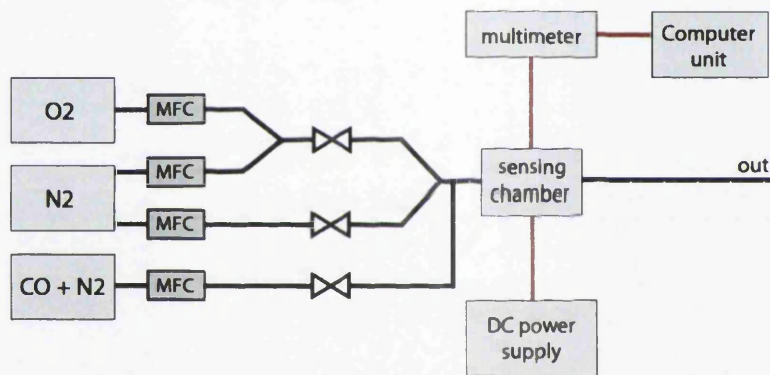 multimeter
Computer
unit
O2
MFC
MFC
N2
sensing
chamber
out
MFC
CO + N2
MFC
DC power
supply